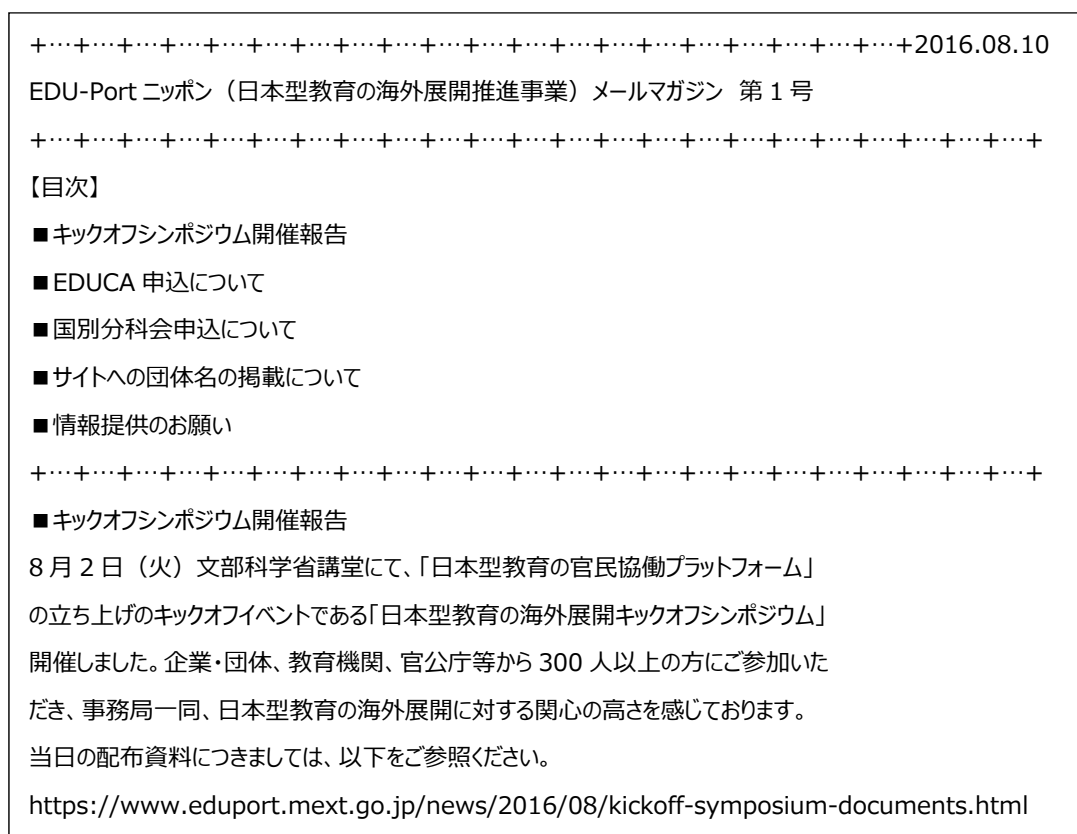 +…+…+…+…+…+…+…+…+…+…+…+…+…+…+…+…+…+…+…+…+2016.08.10
EDU-Port ニッポン（日本型教育の海外展開推進事業）メールマガジン 第 1 号
+…+…+…+…+…+…+…+…+…+…+…+…+…+…+…+…+…+…+…+…+…+…+…+
【目次】
■キックオフシンポジウム開催報告
■EDUCA 申込について
■国別分科会申込について
■サイトへの団体名の掲載について
■情報提供のお願い
+…+…+…+…+…+…+…+…+…+…+…+…+…+…+…+…+…+…+…+…+…+…+…+
■キックオフシンポジウム開催報告
8 月 2 日（火）文部科学省講堂にて、「日本型教育の官民協働プラットフォーム」
の立ち上げのキックオフイベントである「日本型教育の海外展開キックオフシンポジウム」
開催しました。企業・団体、教育機関、官公庁等から 300 人以上の方にご参加いた
だき、事務局一同、日本型教育の海外展開に対する関心の高さを感じております。
当日の配布資料につきましては、以下をご参照ください。
https://www.eduport.mext.go.jp/news/2016/08/kickoff-symposium-documents.html